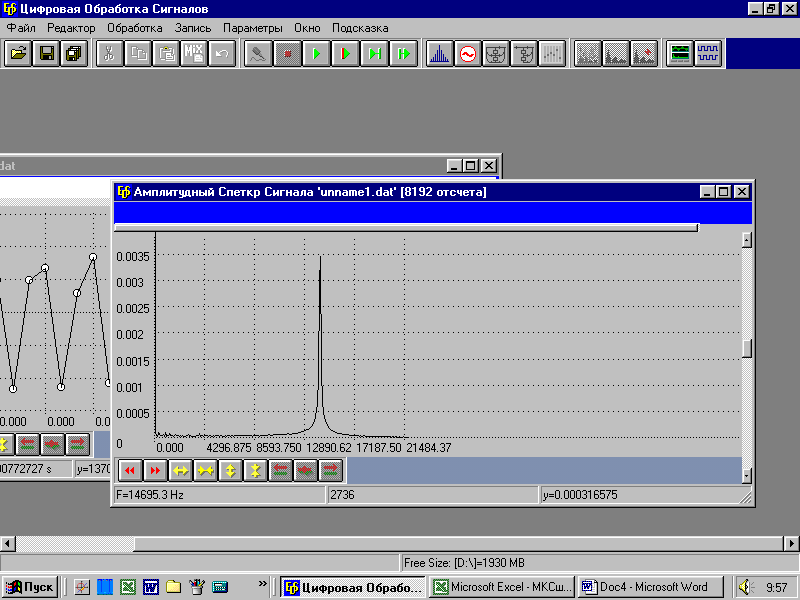 Цифровая Обработка Сигналов
Файл Редактор Обработка Запись Параметры Окно Подсказка
MiX
dat
Амплитудный Спеткр Сигнала 'unname1.dat' [8192 отсчета]
0.0035
0.003
0.0025
0.002
0.0015
0.001
0.0005
0
0.000 4296.875 8593.750 12890.62 17187.50 21484.37
0.000 0.000 0.0
00772727 s y=1370
F=14695.3 Hz 2736 y=0.000316575
Free Size: [D:\]=1930 MB
Пуск » Цифровая Обрабо... Microsoft Excel - МКСш... Doc4 - Microsoft Word 9:57